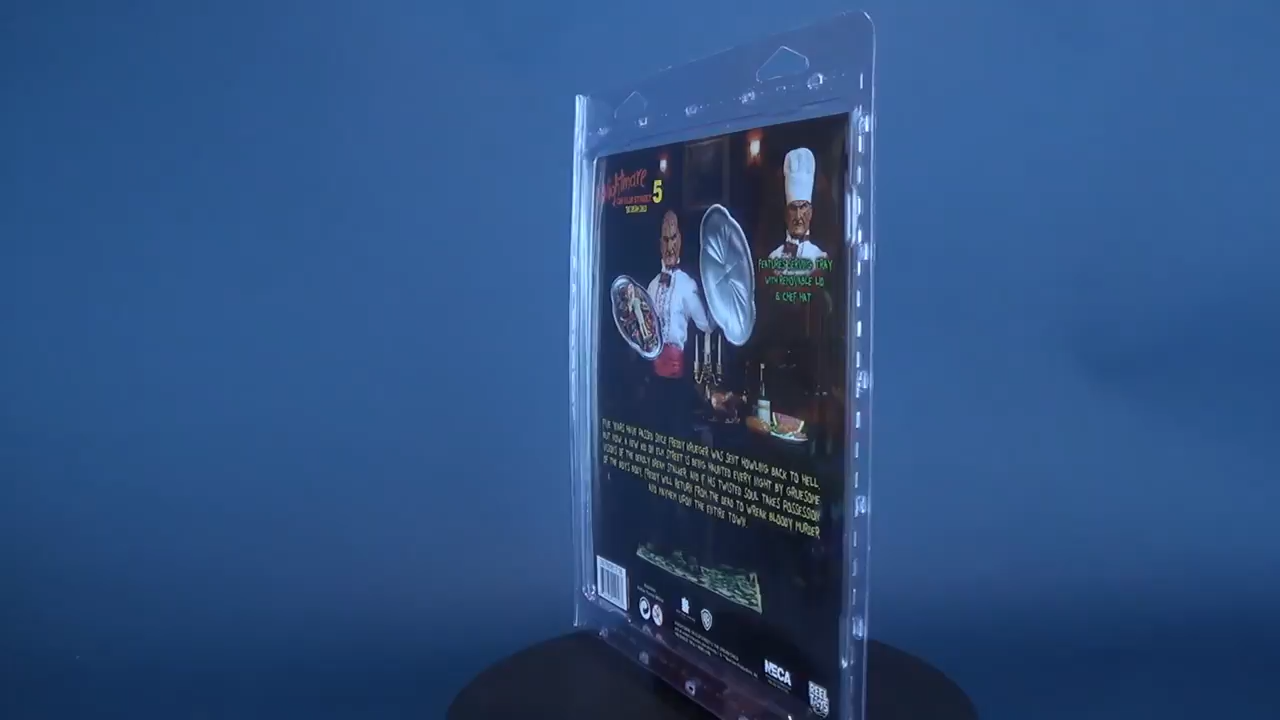 Nightmare
ON ELM STREET 5
THE DREAM CHILD
FEATURES SERVING TRAY
WITH REMOVABLE LID
& CHEF HAT
FIVE YEARS HAVE PASSED SINCE FREDDY KRUEGER WAS SENT HOWLING BACK TO HELL.
BUT NOW, A NEW KID ON ELM STREET IS BEING HAUNTED EVERY NIGHT BY GRUESOME
VISIONS OF THE DEADLY DREAM STALKER. AND IF HIS TWISTED SOUL TAKES POSSESSION
OF THE BOY'S BODY, FREDDY WILL RETURN FROM THE DEAD TO WREAK BLOODY MURDER
AND MAYHEM UPON THE ENTIRE TOWN.
NECA
REEL
TOYS